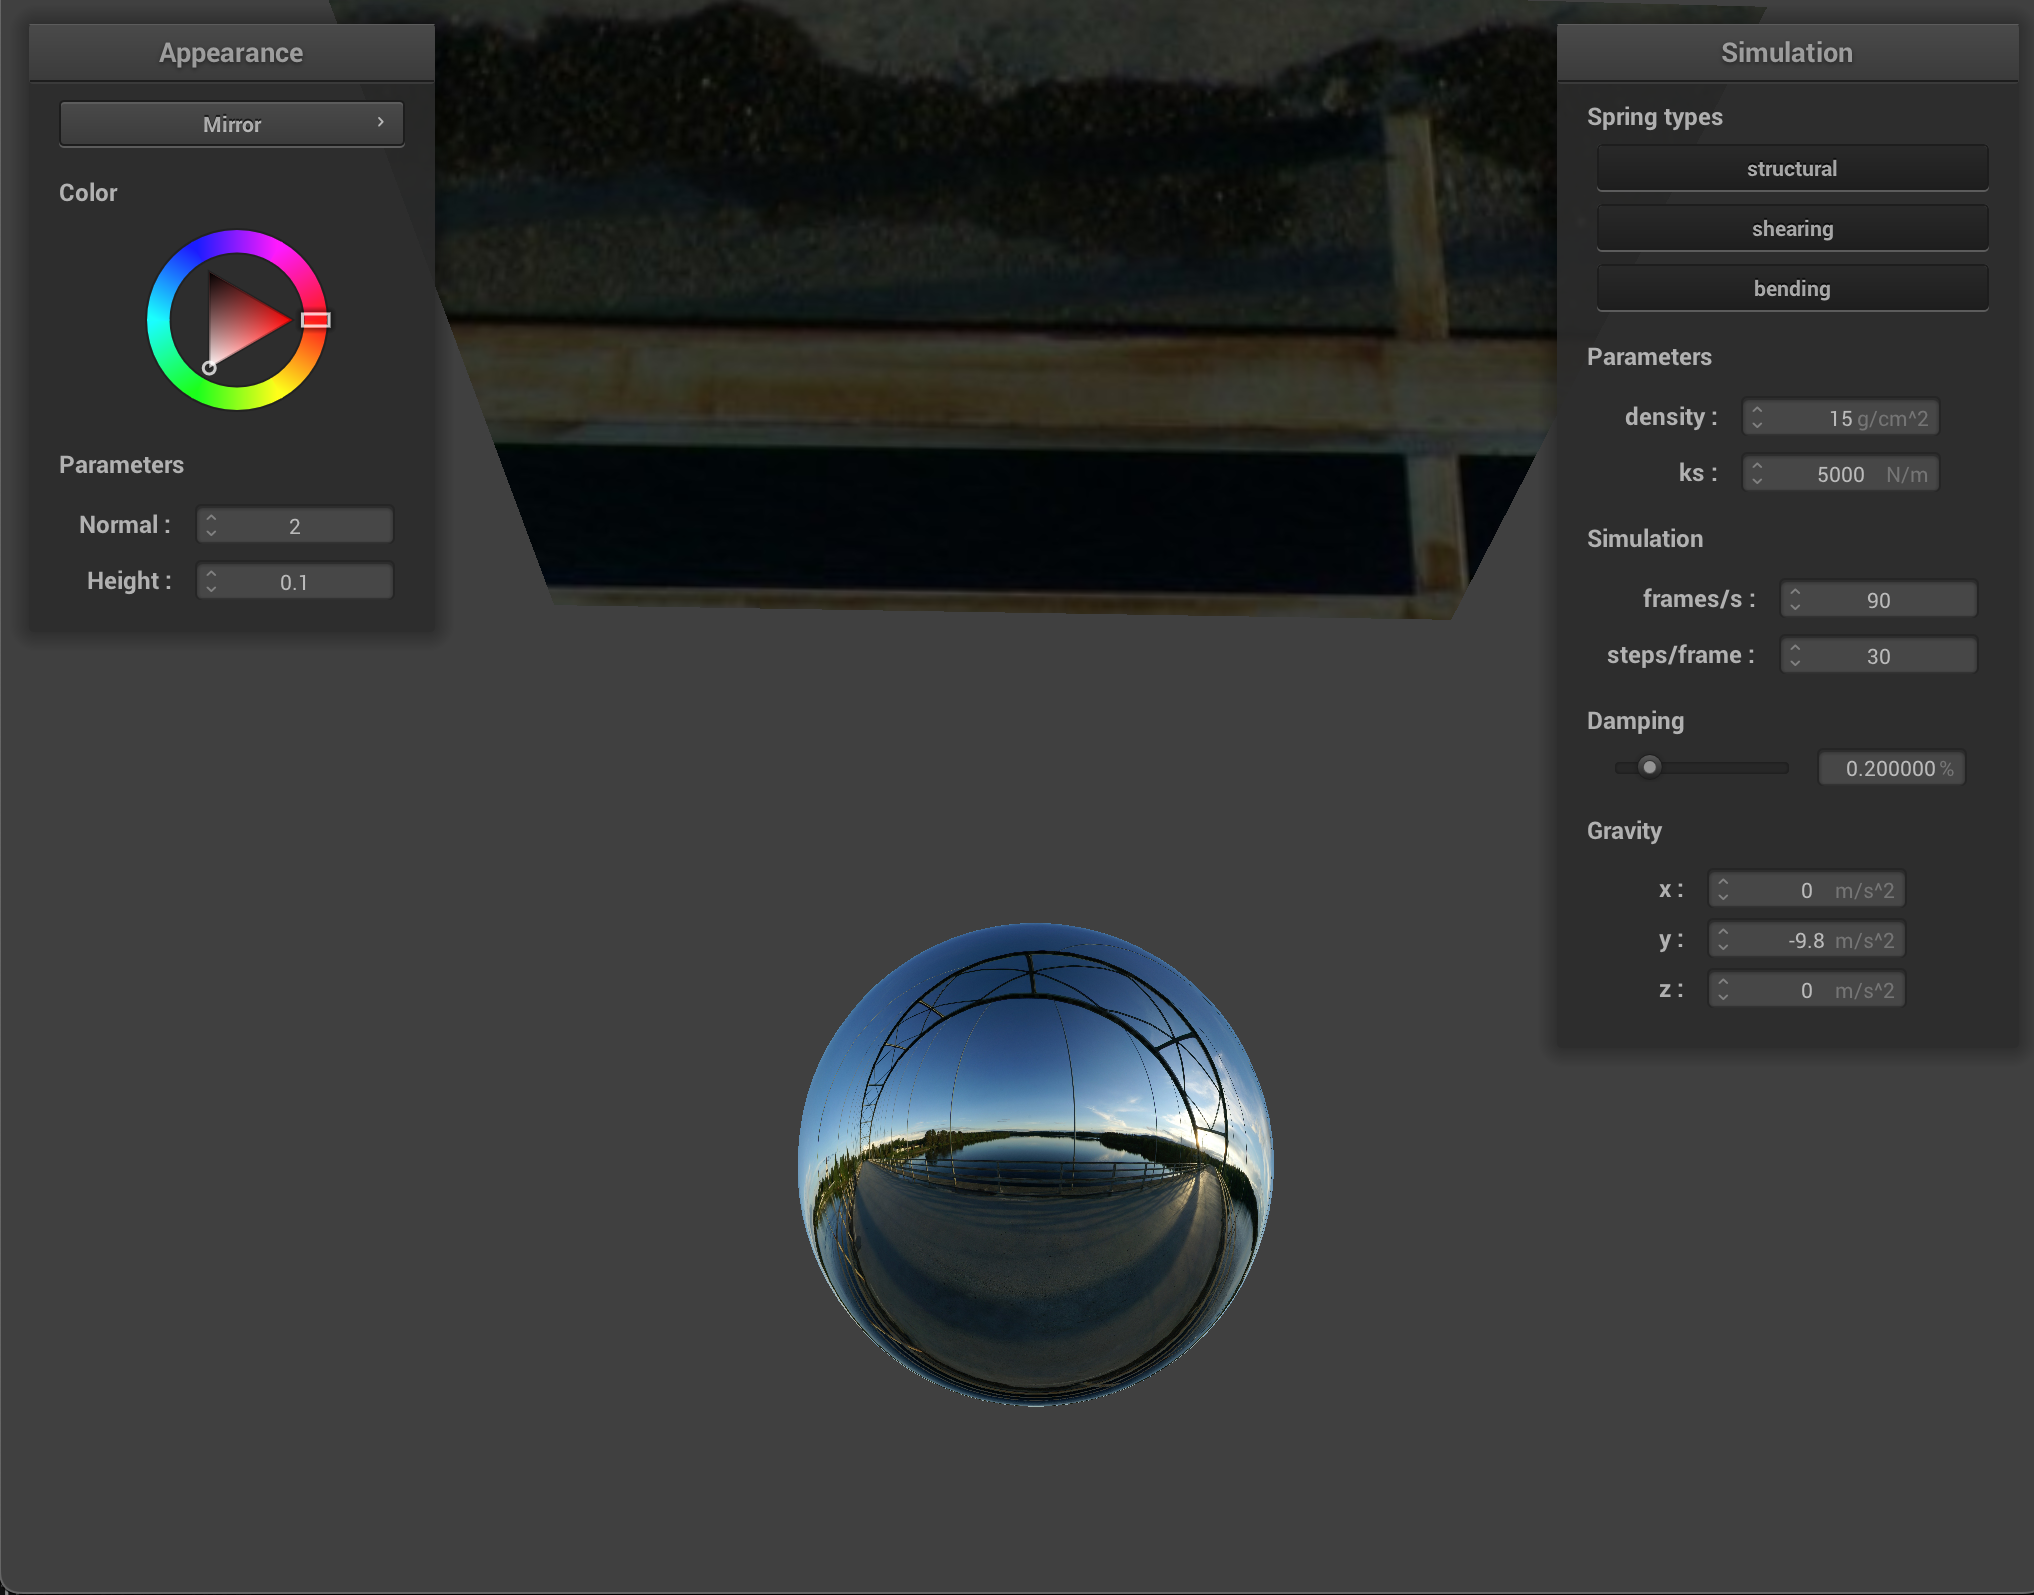 Appearance
Mirror
Color
Parameters
Normal : 2
Height : 0.1
Simulation
Spring types
structural
shearing
bending
Parameters
density : 15 g/cm^2
ks : 5000 N/m
Simulation
frames/s : 90
steps/frame : 30
Damping
0.200000 %
Gravity
x : 0 m/s^2
y : -9.8 m/s^2
z : 0 m/s^2